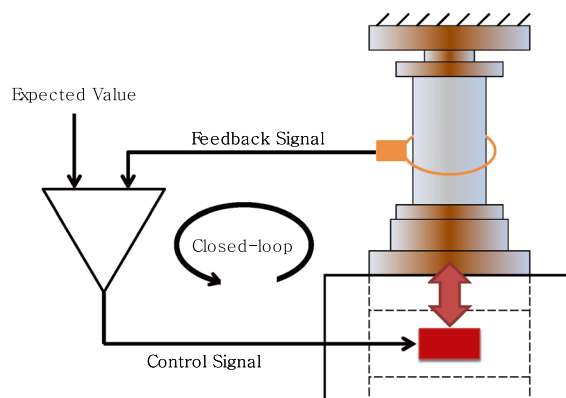 Expected Value
Feedback Signal
Closed-loop
Control Signal